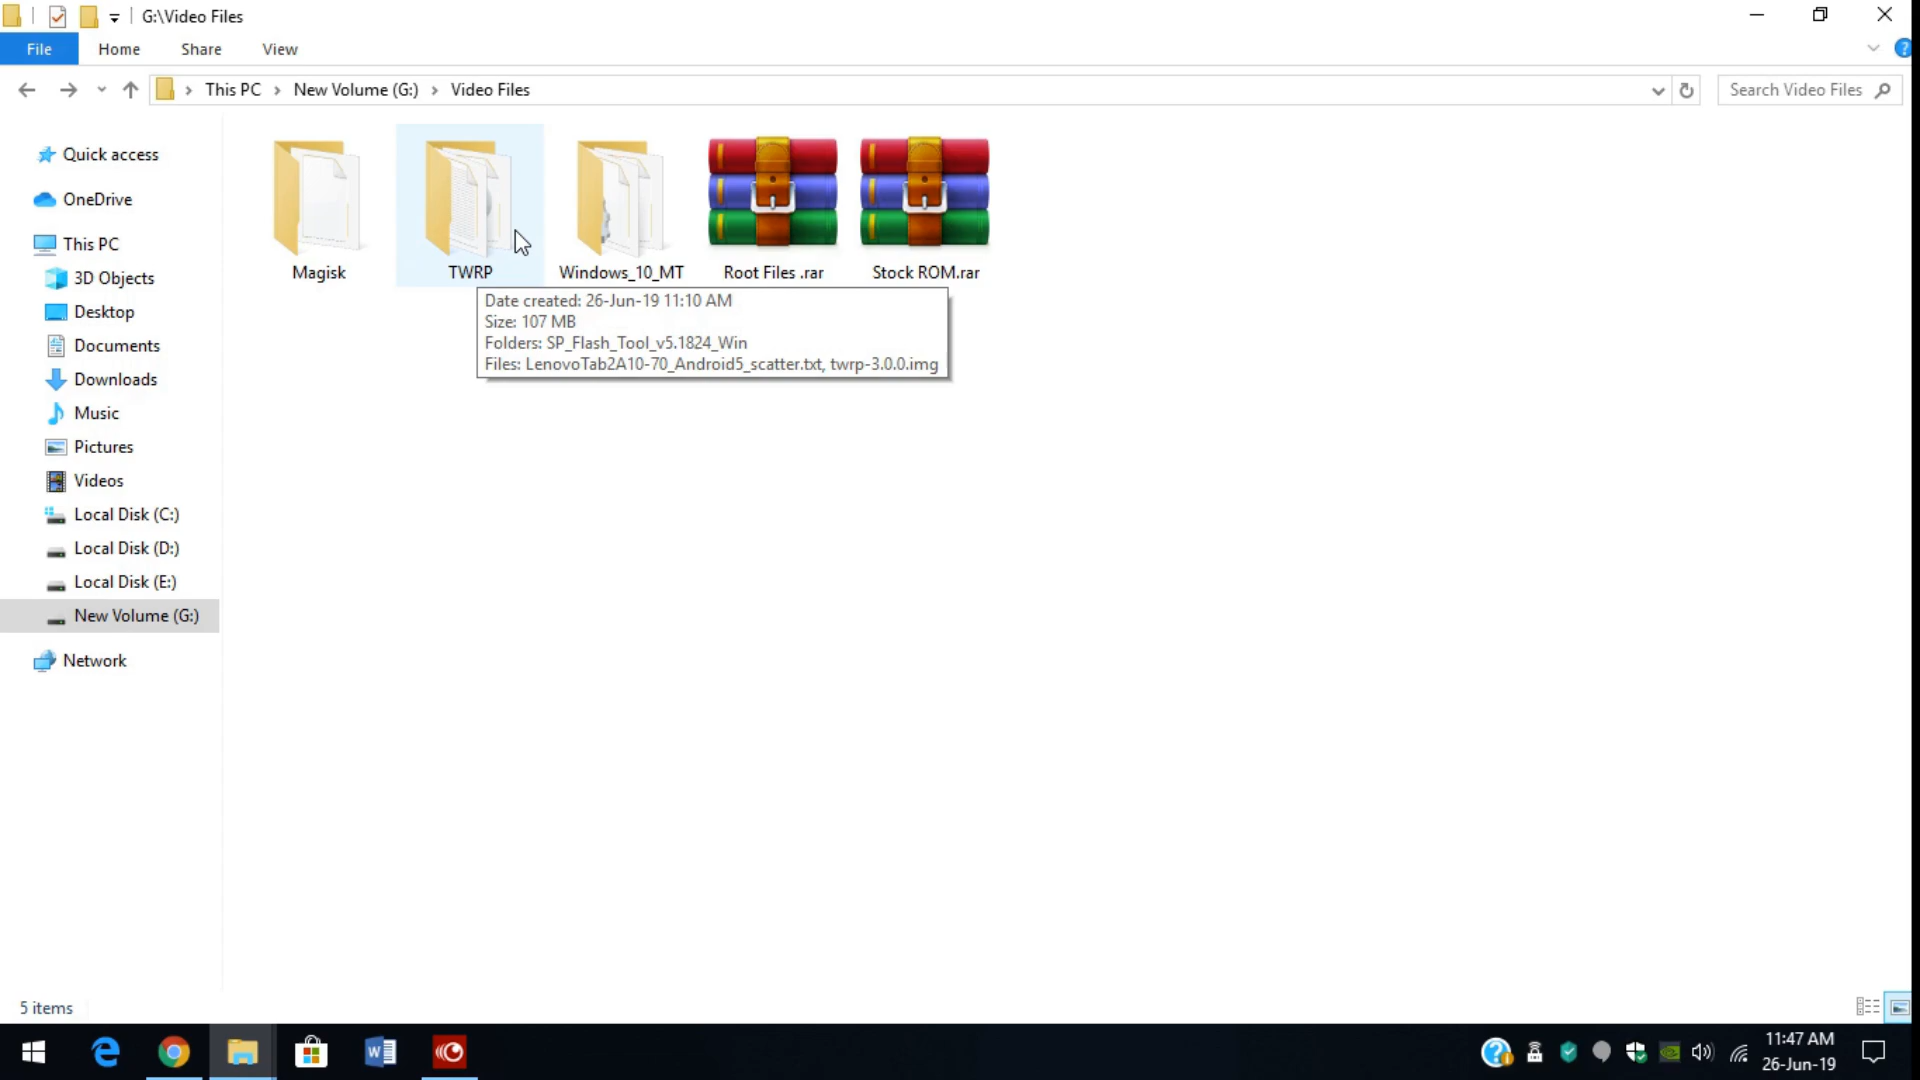 G:\Video Files
File Home Share View
This PC New Volume (G:) Video Files
Search Video Files
Quick access
OneDrive
This PC
3D Objects
Desktop
Documents
Downloads
Music
Pictures
Videos
Local Disk (C:)
Local Disk (D:)
Local Disk (E:)
New Volume (G:)
Network
Magisk
TWRP
Windows_10_MT
Root Files .rar
Stock ROM.rar
Date created: 26-Jun-19 11:10 AM
Size: 107 MB
Folders: SP_Flash_Tool_v5.1824_Win
Files: LenovoTab2A10-70_Android5_scatter.txt, twrp-3.0.0.img
5 items
11:47 AM
26-Jun-19